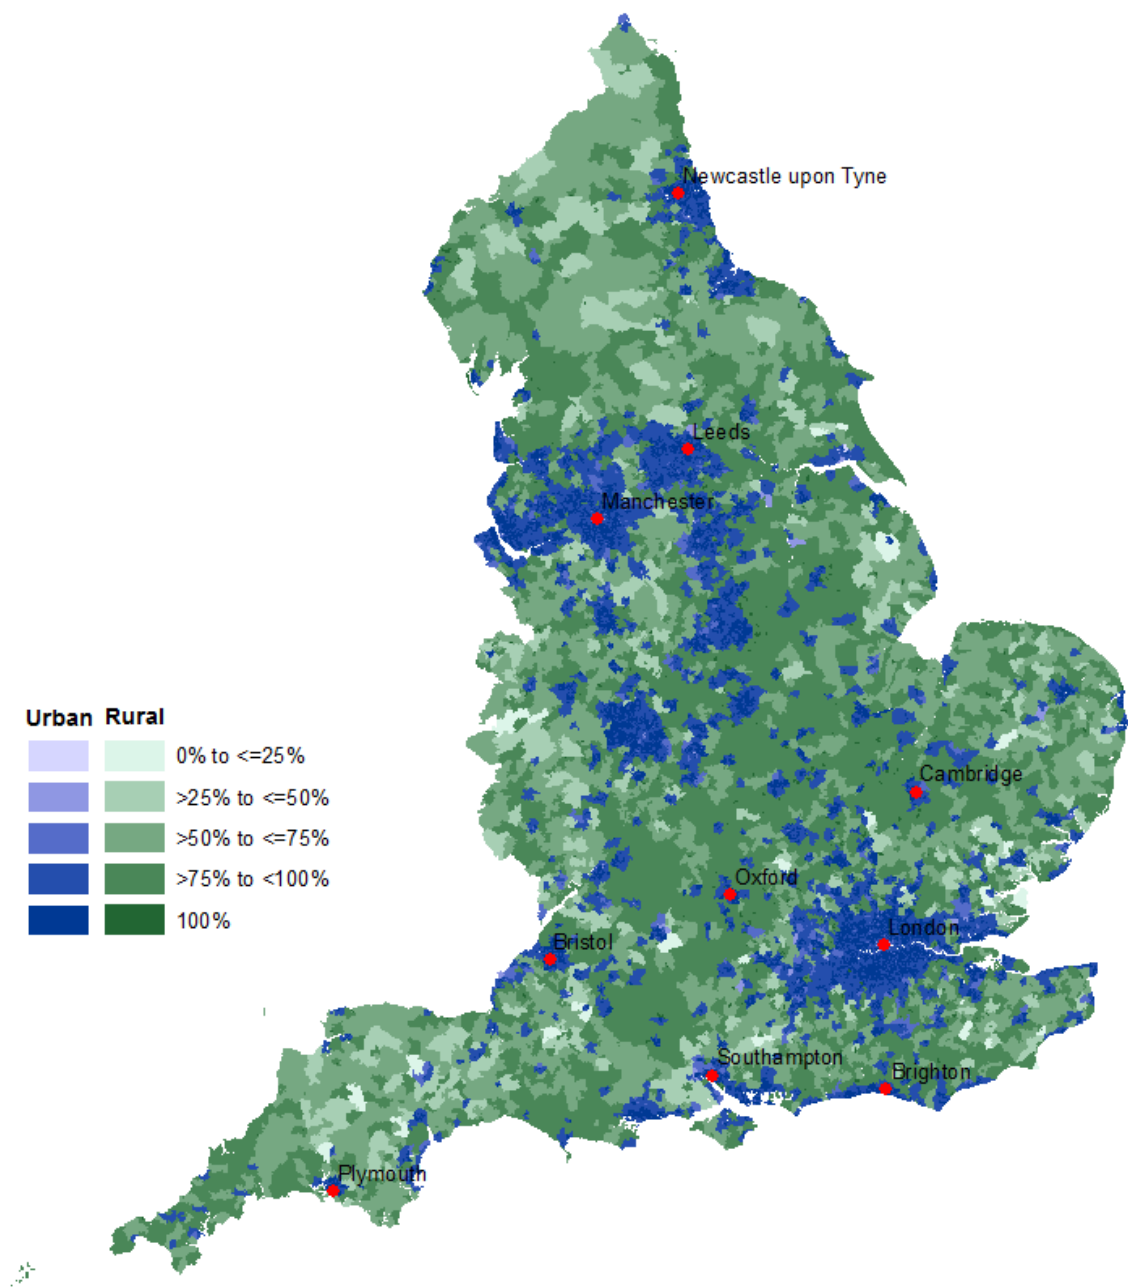 Newcastle upon Tyne
Leeds
Manchester
Urban Rural
0% to <=25%
>25% to <=50%
>50% to <=75%
>75% to <100%
100%
Cambridge
Oxford
London
Bristol
Southampton
Brighton
Plymouth